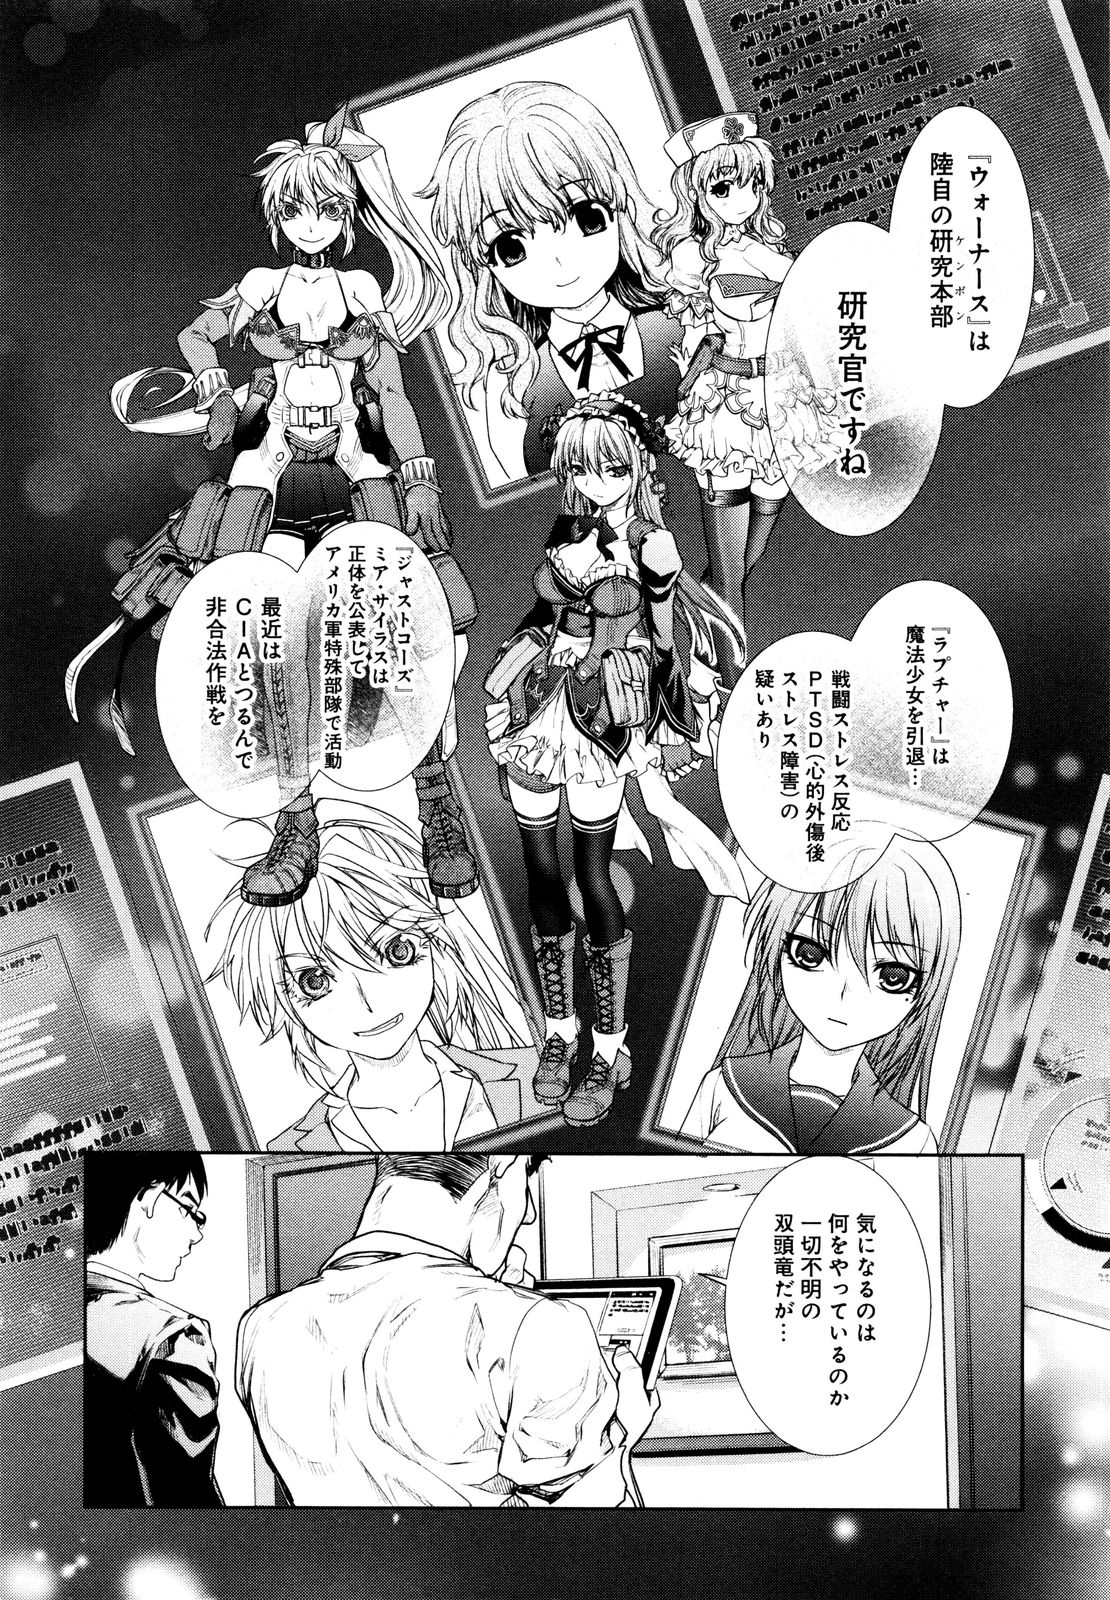 『ウォーナース』は
陸自の研究本部
ケンポン
研究官ですね
『ラプチャー』は
魔法少女を引退…
戦闘ストレス反応
PTSD(心的外傷後
ストレス障害)の
疑いあり
『ジャストコーズ』
ミア・サイラスは
正体を公表して
アメリカ軍特殊部隊で活動
最近は
CIAとつるんで
非合法作戦を
気になるのは
何をやっているのか
一切不明の
双頭竜だが…